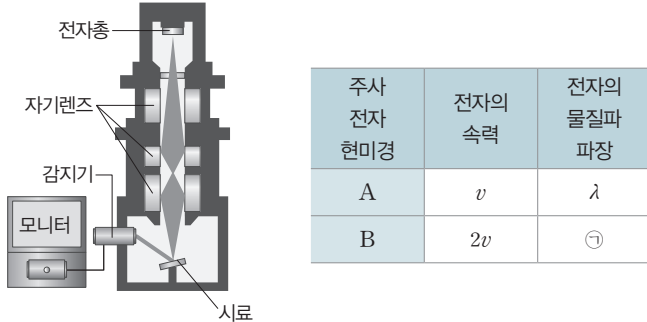 전자총
자기렌즈
감지기
모니터
시료
주사
전자
현미경
전자의
속력
전자의
물질파
파장
A
v
λ
B
2v
㉠